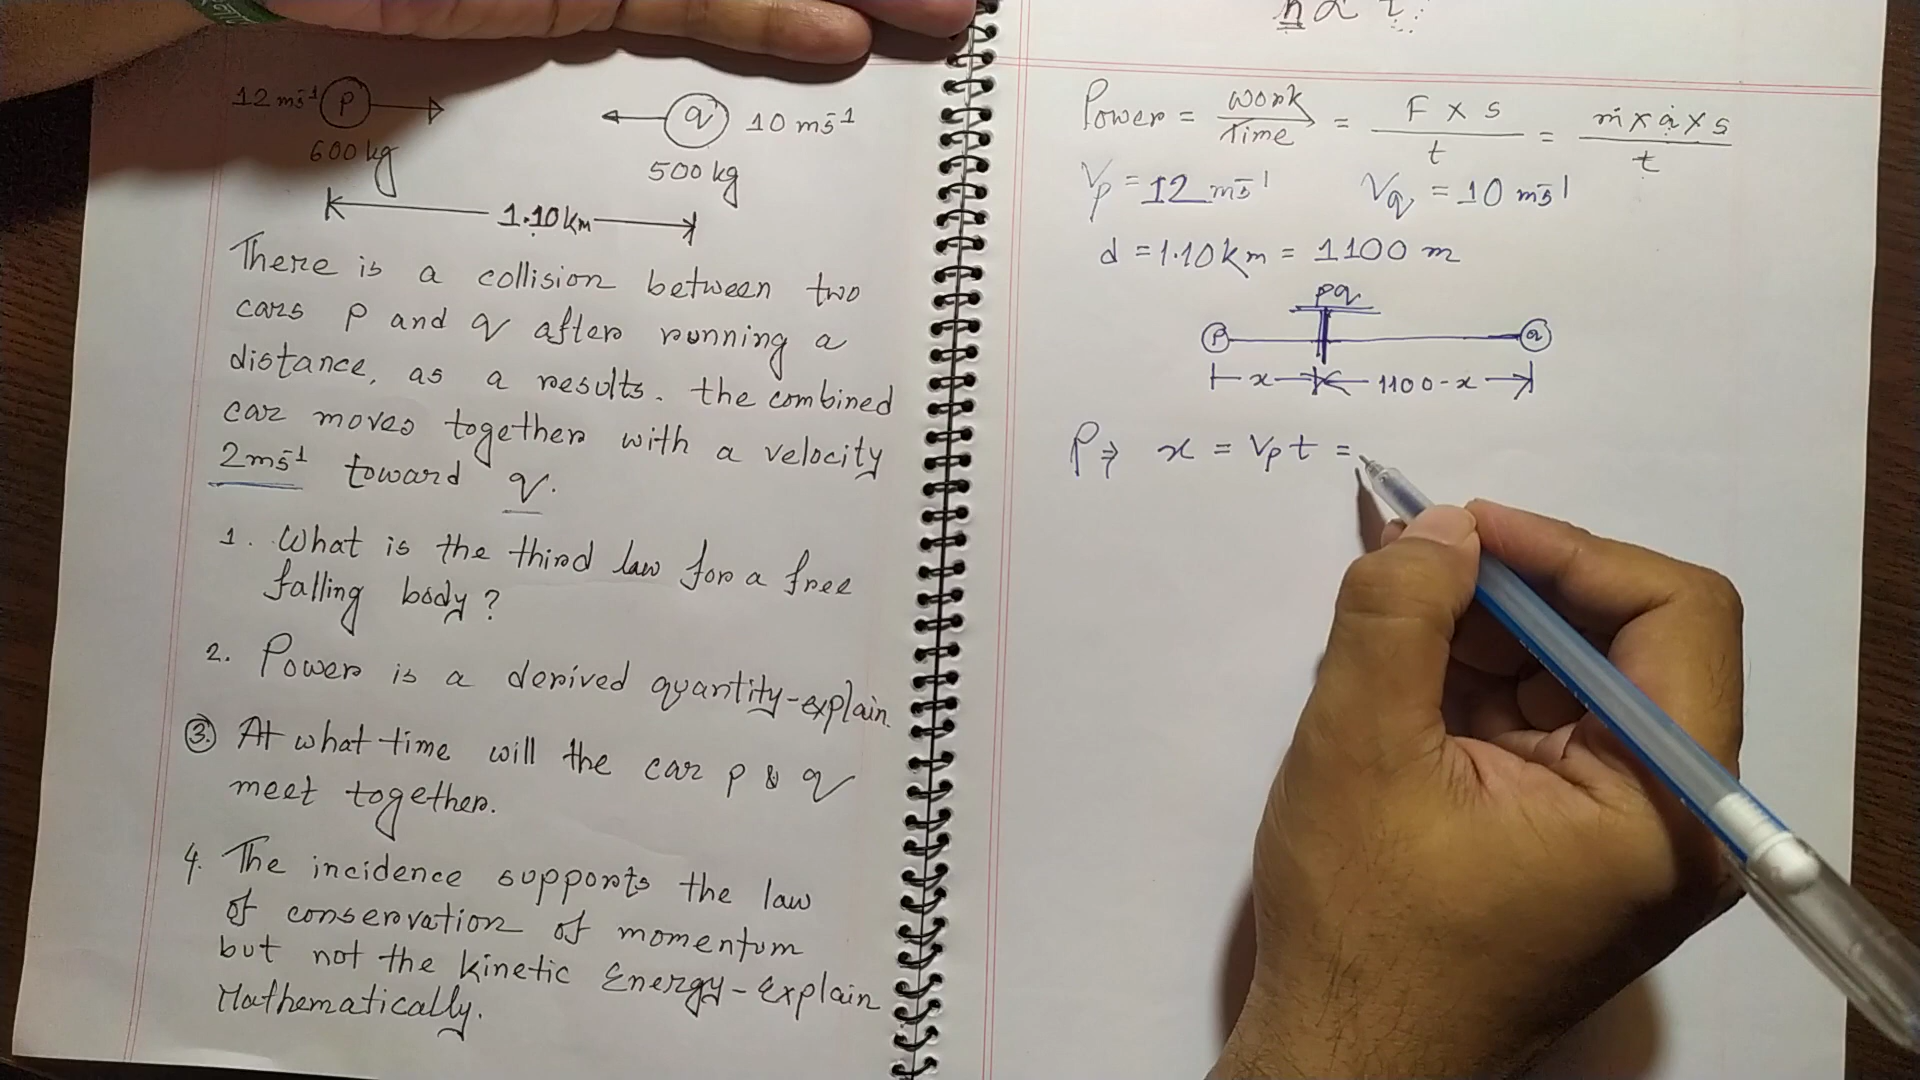 12 ms⁻¹ p q 10 ms⁻¹
600 kg 500 kg
1.10 km
There is a collision between two
cars p and q after running a
distance, as a results. the combined
car moves together with a velocity
2ms⁻¹ toward q.
1. What is the third law for a free
falling body?
2. Power is a derived quantity-explain
3. At what time will the car p & q
meet together.
4. The incidence supports the law
of conservation of momentum
but not the kinetic Energy-explain
Mathematically.
h ∝ t
Power = work/Time = F × s/t = m × a × s/t
Vp = 12 ms⁻¹ Vq = 10 ms⁻¹
d = 1.10 km = 1100 m
pq
p q
x 1100-x
P ⇒ x = Vp t =